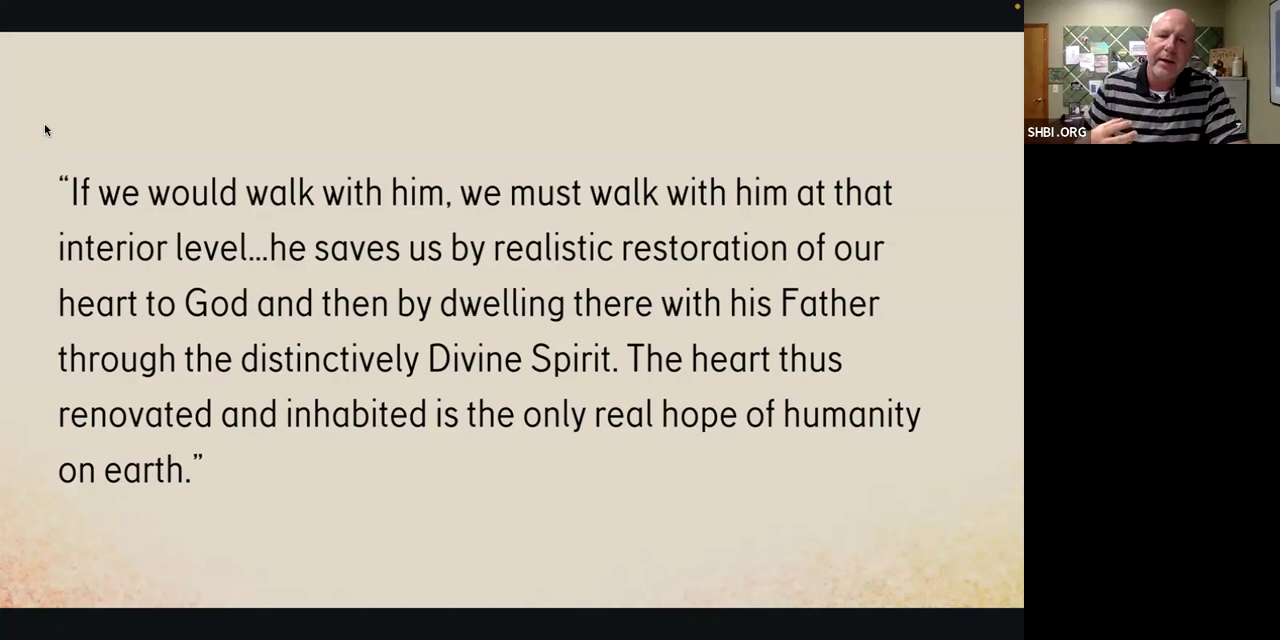 “If we would walk with him, we must walk with him at that
interior level...he saves us by realistic restoration of our
heart to God and then by dwelling there with his Father
through the distinctively Divine Spirit. The heart thus
renovated and inhabited is the only real hope of humanity
on earth.”
SHBI.ORG